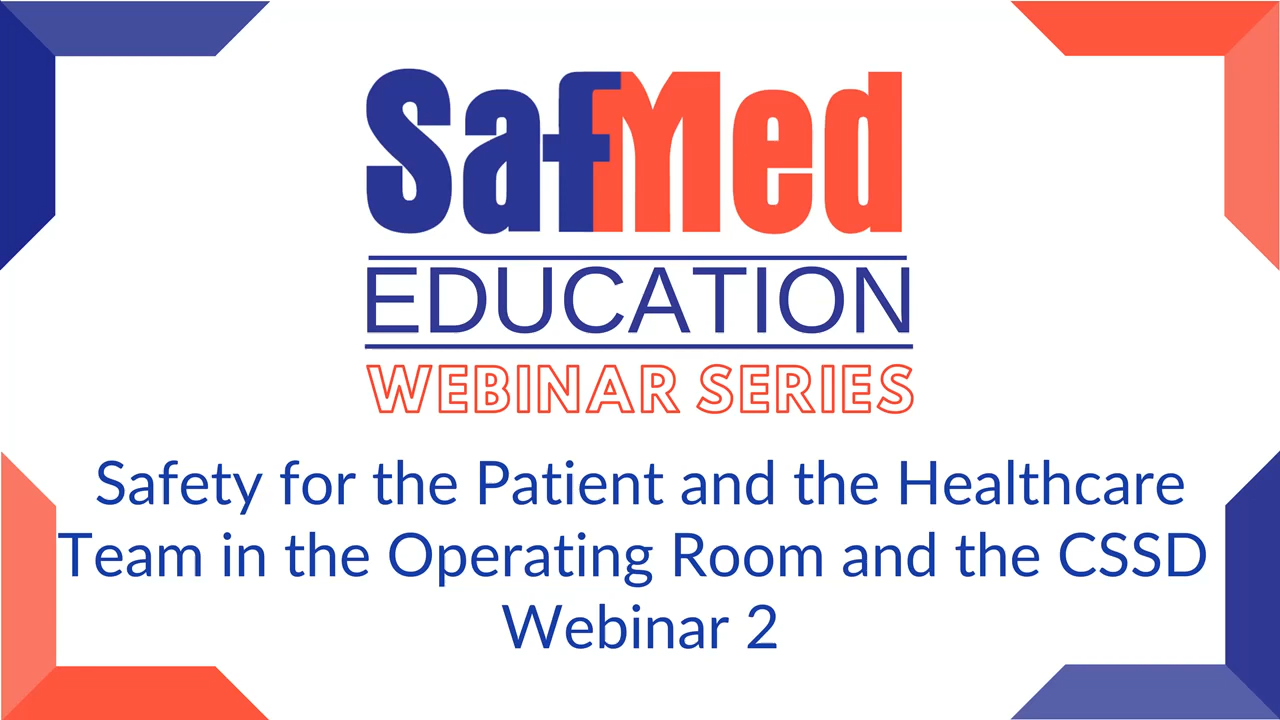 SafMed
EDUCATION
WEBINAR SERIES
Safety for the Patient and the Healthcare
Team in the Operating Room and the CSSD
Webinar 2